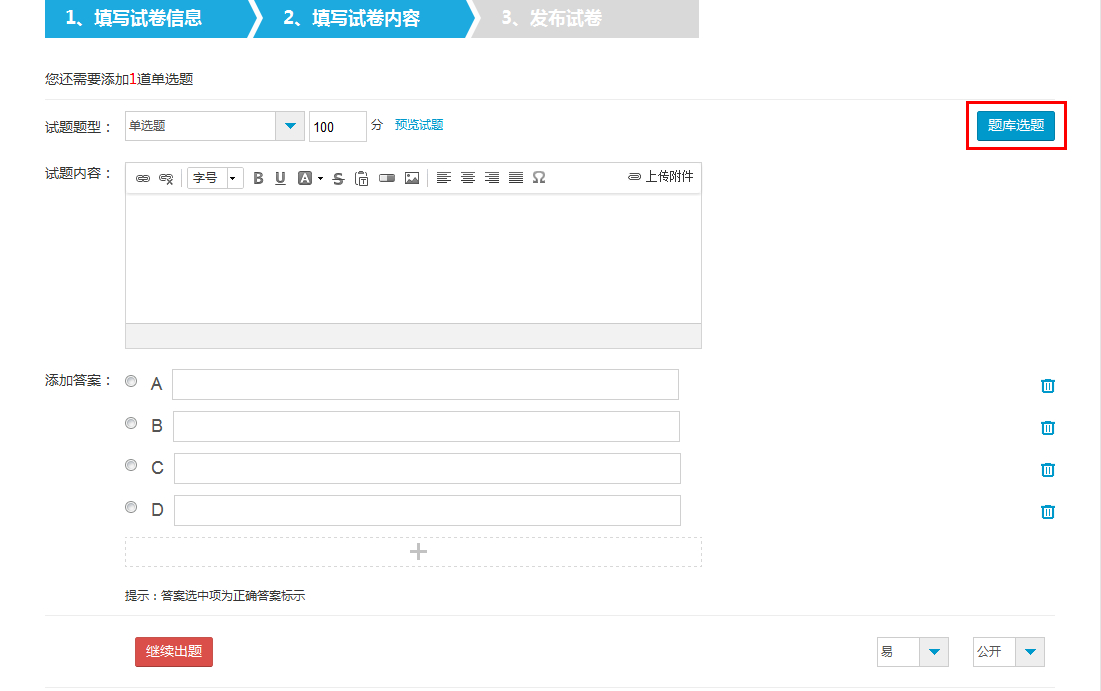 1、填写试卷信息 2、填写试卷内容 3、发布试卷
您还需要添加1道单选题
试题题型： 单选题 100 分 预览试题 题库选题
试题内容： 字号 B U A S Ω 上传附件
添加答案： A
B
C
D
提示：答案选中项为正确答案标示
继续出题 易 公开